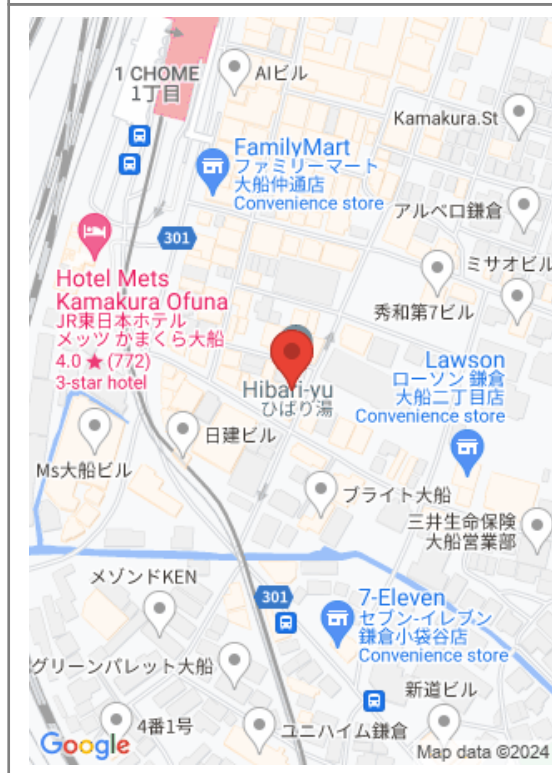 1 CHOME
1丁目
AIビル
Kamakura.St
FamilyMart
ファミリーマート
大船仲通店
Convenience store
アルベロ鎌倉
301
ミサオビル
Hotel Mets
Kamakura Ofuna
JR東日本ホテル
メッツ かまくら大船
4.0 ★ (772)
3-star hotel
秀和第7ビル
Lawson
ローソン 鎌倉
大船二丁目店
Convenience store
Hibari-yu
ひばり湯
日建ビル
Ms大船ビル
ブライト大船
三井生命保険
大船営業部
メゾンドKEN
301
7-Eleven
セブン-イレブン
鎌倉小袋谷店
Convenience store
グリーンパレット大船
新道ビル
4番1号
ユニハイム鎌倉
Google
Map data ©2024